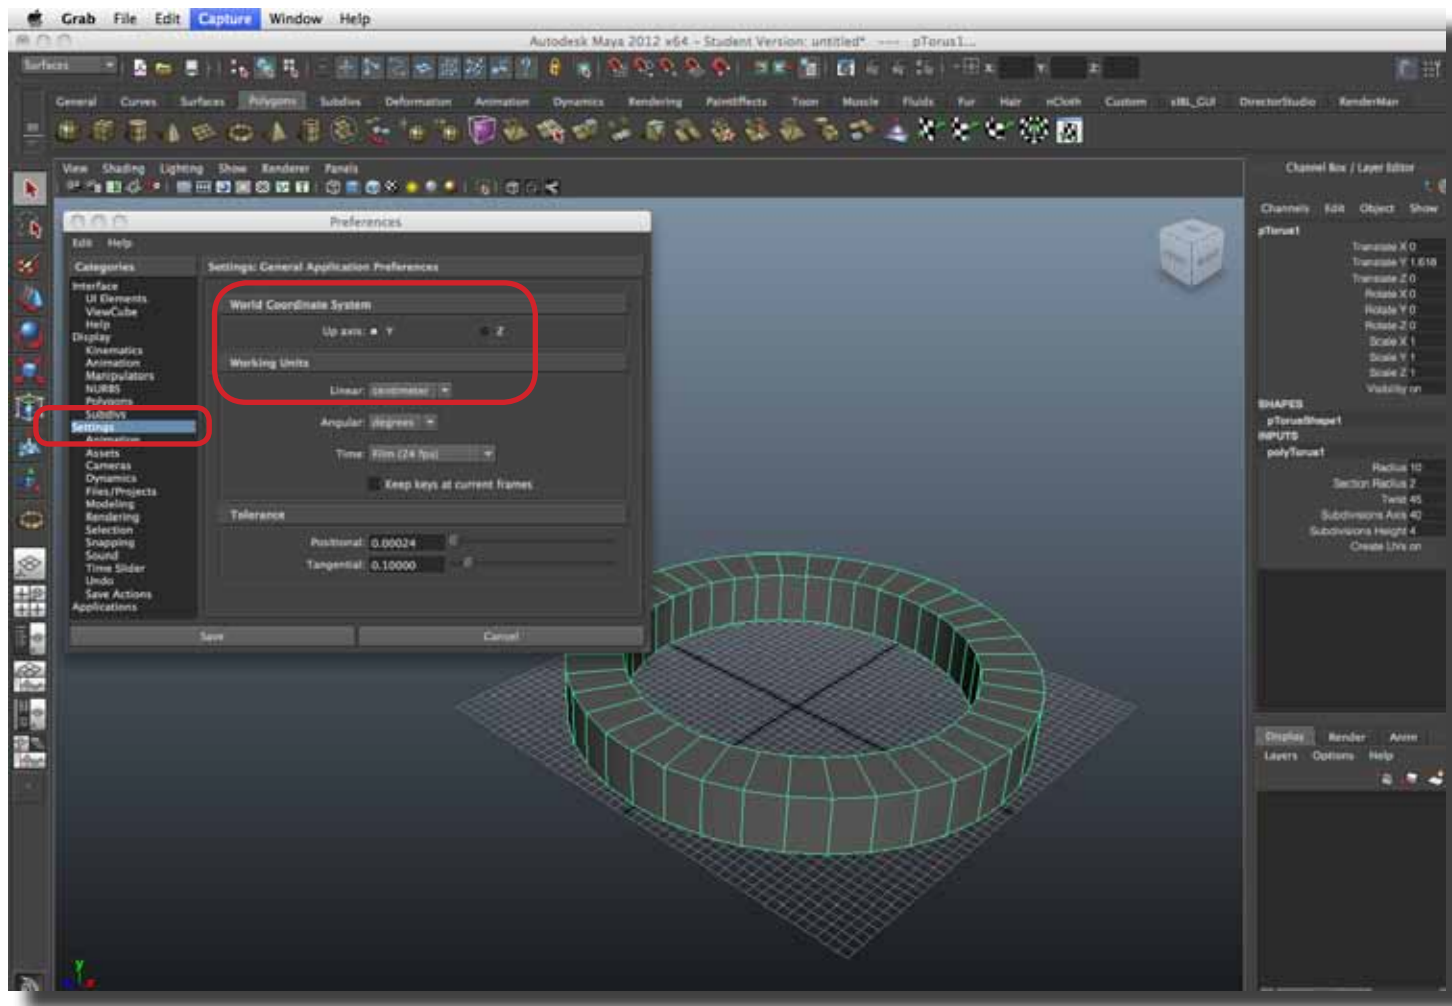 Grab File Edit Capture Window Help
Autodesk Maya 2012 x64 - Student Version: untitled* --- pTorus1...
Surfaces
X: Y: Z:
General Curves Surfaces Polygons Subdivs Deformation Animation Dynamics Rendering PaintEffects Toon Muscle Fluids Fur Hair nCloth Custom xIBL_GUI DirectorStudio RenderMan
View Shading Lighting Show Renderer Panels
Channel Box / Layer Editor
Channels Edit Object Show
pTorus1
Translate X 0
Translate Y 1.618
Translate Z 0
Rotate X 0
Rotate Y 0
Rotate Z 0
Scale X 1
Scale Y 1
Scale Z 1
Visibility on
SHAPES
pTorusShape1
INPUTS
polyTorus1
Radius 10
Section Radius 2
Twist 45
Subdivisions Axis 40
Subdivisions Height 4
Create UVs on
Preferences
Edit Help
Categories
Interface
UI Elements
ViewCube
Help
Display
Kinematics
Animation
Manipulators
NURBS
Polygons
Subdivs
Settings
Animation
Assets
Cameras
Dynamics
Files/Projects
Modeling
Rendering
Selection
Snapping
Sound
Time Slider
Undo
Save Actions
Applications
Settings: General Application Preferences
World Coordinate System
Up axis: Y Z
Working Units
Linear: centimeter
Angular: degrees
Time: Film (24 fps)
Keep keys at current frames
Tolerance
Positional: 0.00024
Tangential: 0.10000
Save Cancel
Display Render Anim
Layers Options Help
y